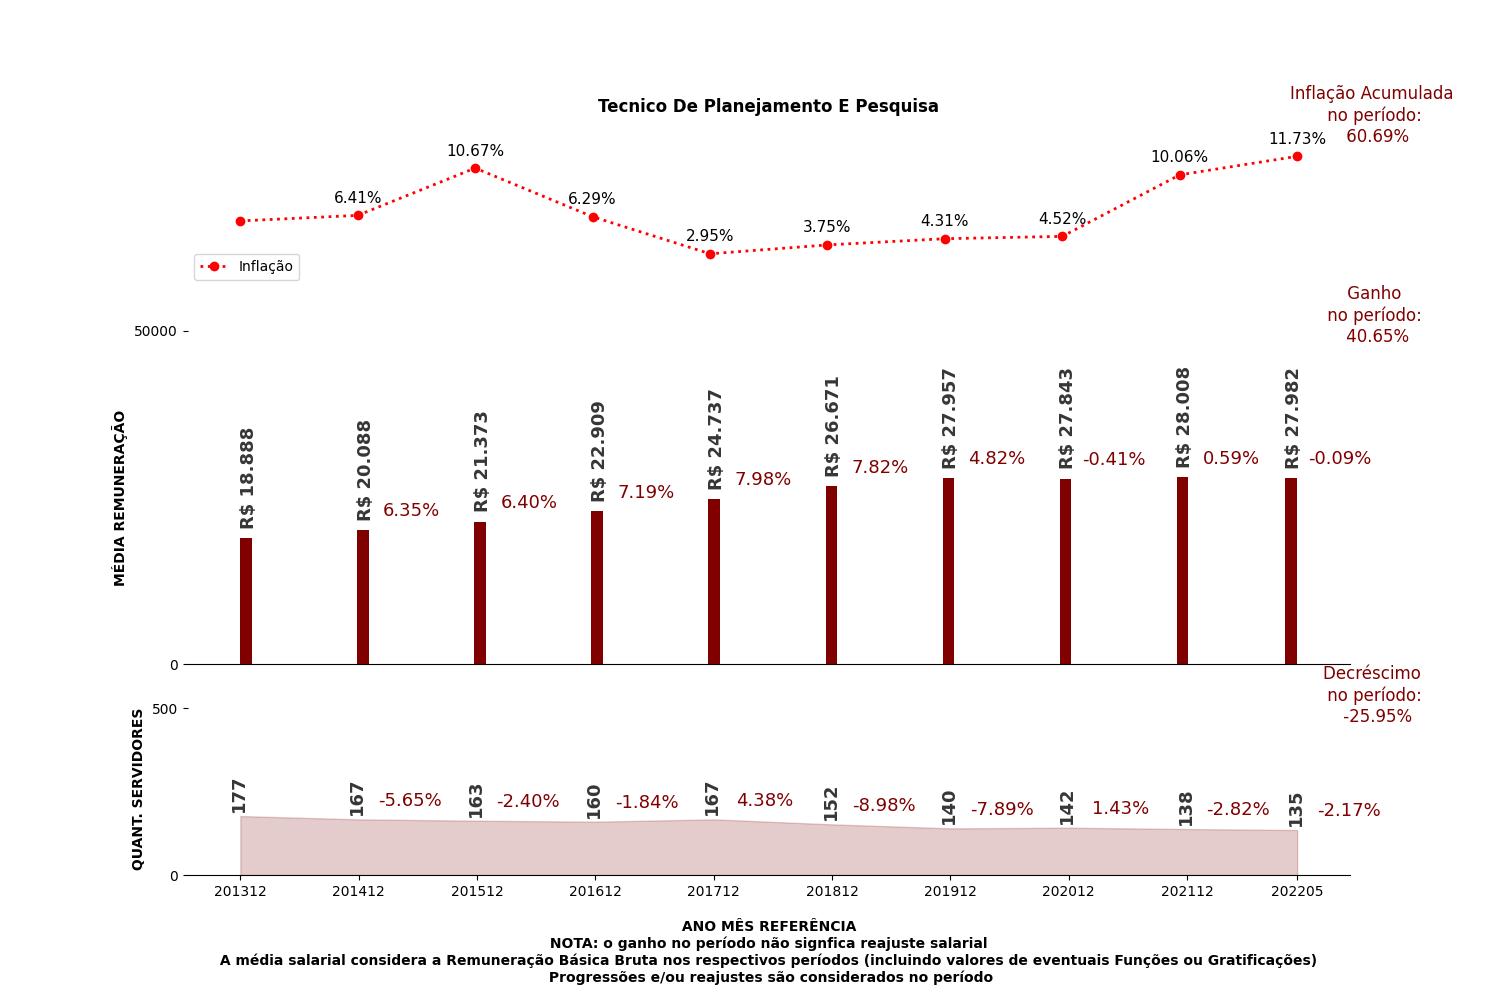 Tecnico De Planejamento E Pesquisa
Inflação Acumulada
no período:
60.69%
6.41%
10.67%
6.29%
2.95%
3.75%
4.31%
4.52%
10.06%
11.73%
Inflação
Ganho
no período:
40.65%
MÉDIA REMUNERAÇÃO
50000
0
R$ 18.888
R$ 20.088
6.35%
R$ 21.373
6.40%
R$ 22.909
7.19%
R$ 24.737
7.98%
R$ 26.671
7.82%
R$ 27.957
4.82%
R$ 27.843
-0.41%
R$ 28.008
0.59%
R$ 27.982
-0.09%
Decréscimo
no período:
-25.95%
QUANT. SERVIDORES
500
0
177
167
-5.65%
163
-2.40%
160
-1.84%
167
4.38%
152
-8.98%
140
-7.89%
142
1.43%
138
-2.82%
135
-2.17%
201312
201412
201512
201612
201712
201812
201912
202012
202112
202205
ANO MÊS REFERÊNCIA
NOTA: o ganho no período não signfica reajuste salarial
A média salarial considera a Remuneração Básica Bruta nos respectivos períodos (incluindo valores de eventuais Funções ou Gratificações)
Progressões e/ou reajustes são considerados no período